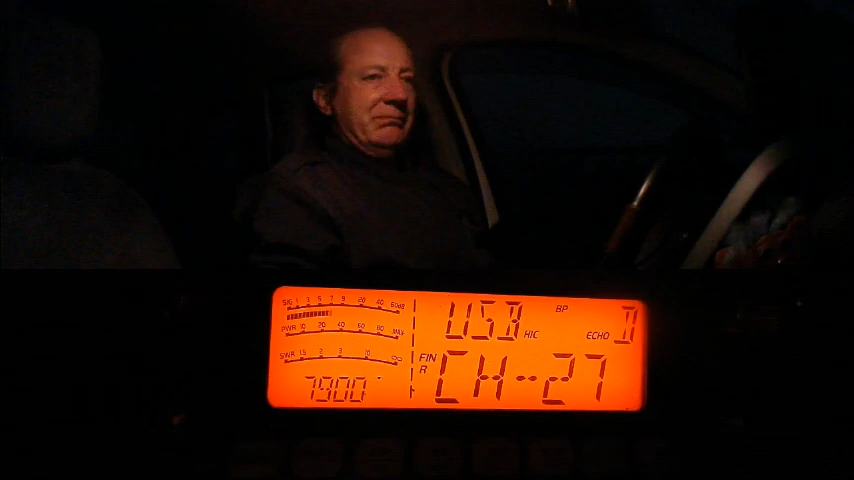 SIG 1 3 5 7 9 20 40 60dB
PWR 10 20 40 60 80 MAX
SWR 1.5 2 3 10 ∞
7900
USB HIC BP ECHO
FIN R CH-27